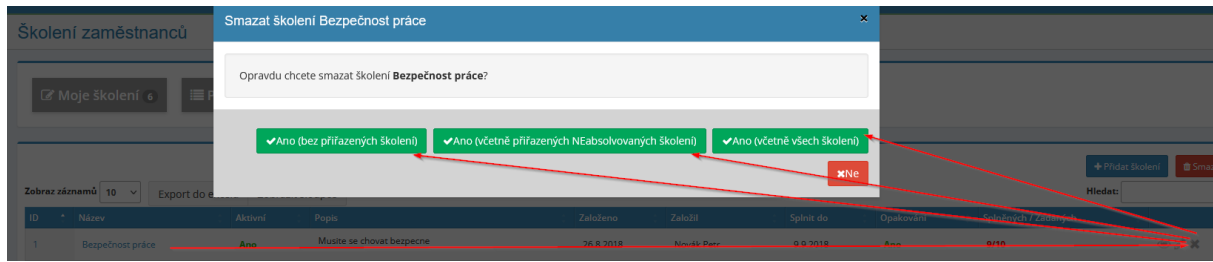 Školení zaměstnanců
Smazat školení Bezpečnost práce
Opravdu chcete smazat školení Bezpečnost práce?
Moje školení 6
Ano (bez přiřazených školení) Ano (včetně přiřazených NEabsolvovaných školení) Ano (včetně všech školení)
Ne
Přidat školení Smaz
Zobraz záznamů 10 Export do e
Hledat:
ID Název Aktivní Popis Založeno Založil Splnit do Opakování Splněných / Zadaných
1 Bezpečnost práce Ano Musite se chovat bezpecne 26.8.2018 Novák Petr 9.9.2018 Ano 9/10